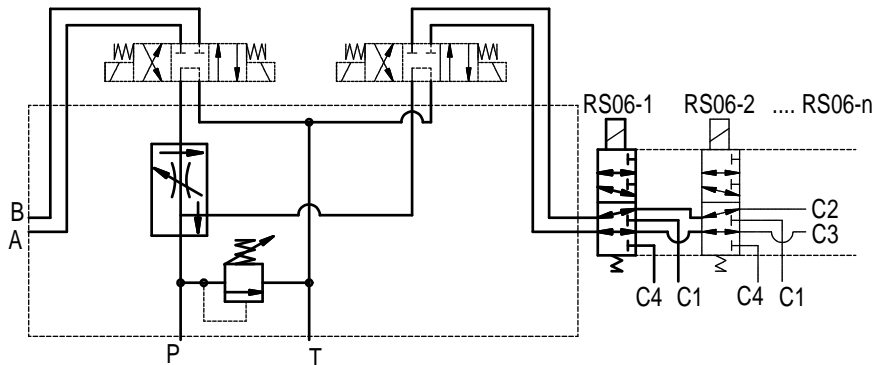 RS06-1 RS06-2 .... RS06-n
B
A
C2
C3
C4 C1 C4 C1
P T